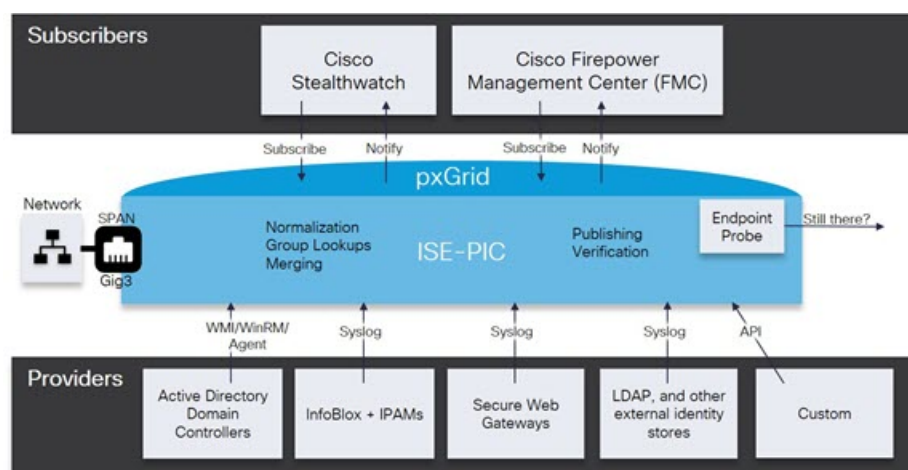 Subscribers
Cisco
Stealthwatch
Cisco Firepower
Management Center (FMC)
Subscribe
Notify
Subscribe
Notify
pxGrid
Network
SPAN
Gig3
Normalization
Group Lookups
Merging
ISE-PIC
Publishing
Verification
Endpoint
Probe
Still there?
WMI/WinRM/
Agent
Syslog
Syslog
Syslog
API
Providers
Active Directory
Domain
Controllers
InfoBlox + IPAMs
Secure Web
Gateways
LDAP, and other
external identity
stores
Custom